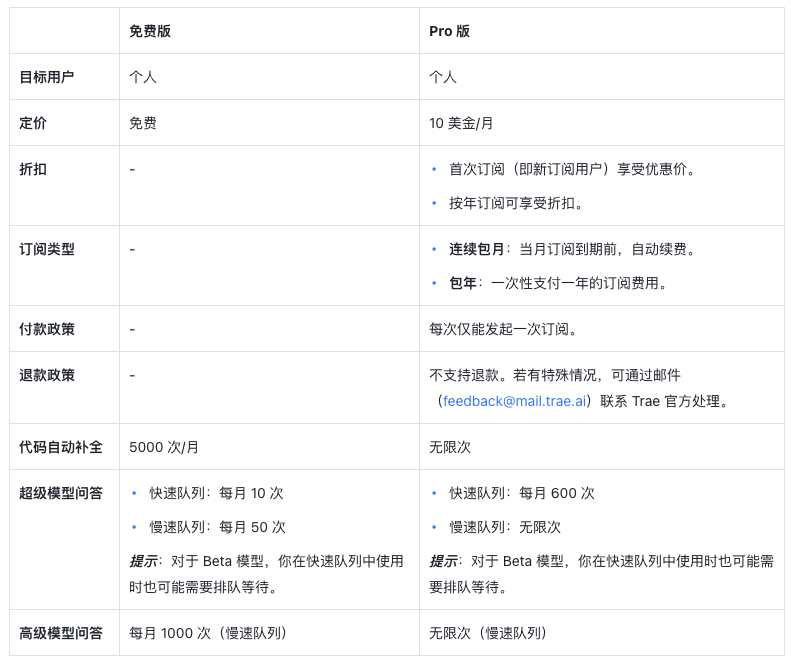 免费版
Pro 版
目标用户
个人
个人
定价
免费
10 美金/月
折扣
-
• 首次订阅（即新订阅用户）享受优惠价。
• 按年订阅可享受折扣。
订阅类型
-
• 连续包月：当月订阅到期前，自动续费。
• 包年：一次性支付一年的订阅费用。
付款政策
-
每次仅能发起一次订阅。
退款政策
-
不支持退款。若有特殊情况，可通过邮件
（feedback@mail.trae.ai）联系 Trae 官方处理。
代码自动补全
5000 次/月
无限次
超级模型问答
• 快速队列：每月 10 次
• 慢速队列：每月 50 次
提示：对于 Beta 模型，你在快速队列中使用
时也可能需要排队等待。
• 快速队列：每月 600 次
• 慢速队列：无限次
提示：对于 Beta 模型，你在快速队列中使用时也可能需
要排队等待。
高级模型问答
每月 1000 次（慢速队列）
无限次（慢速队列）